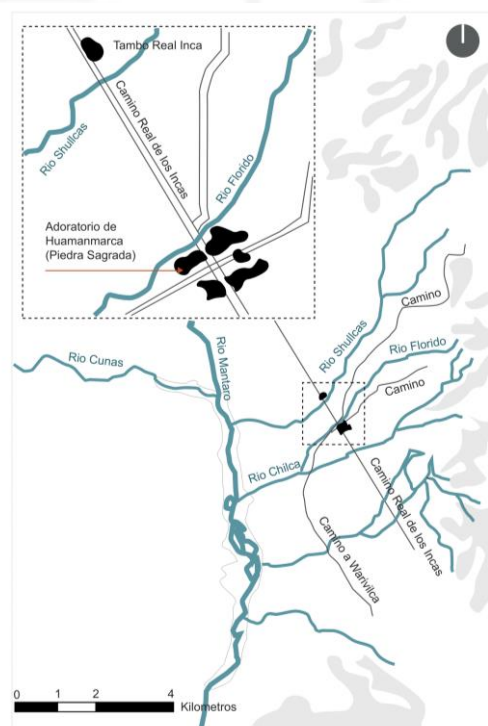 Tambo Real Inca
Camino Real de los Incas
Rio Shullcas
Rio Florido
Adoratorio de
Huamanmarca
(Piedra Sagrada)
Rio Cunas
Rio Mantaro
Rio Shullcas
Camino
Rio Florido
Camino
Rio Chilca
Camino Real de los Incas
Camino a Warivilca
0 1 2 4
Kilometros